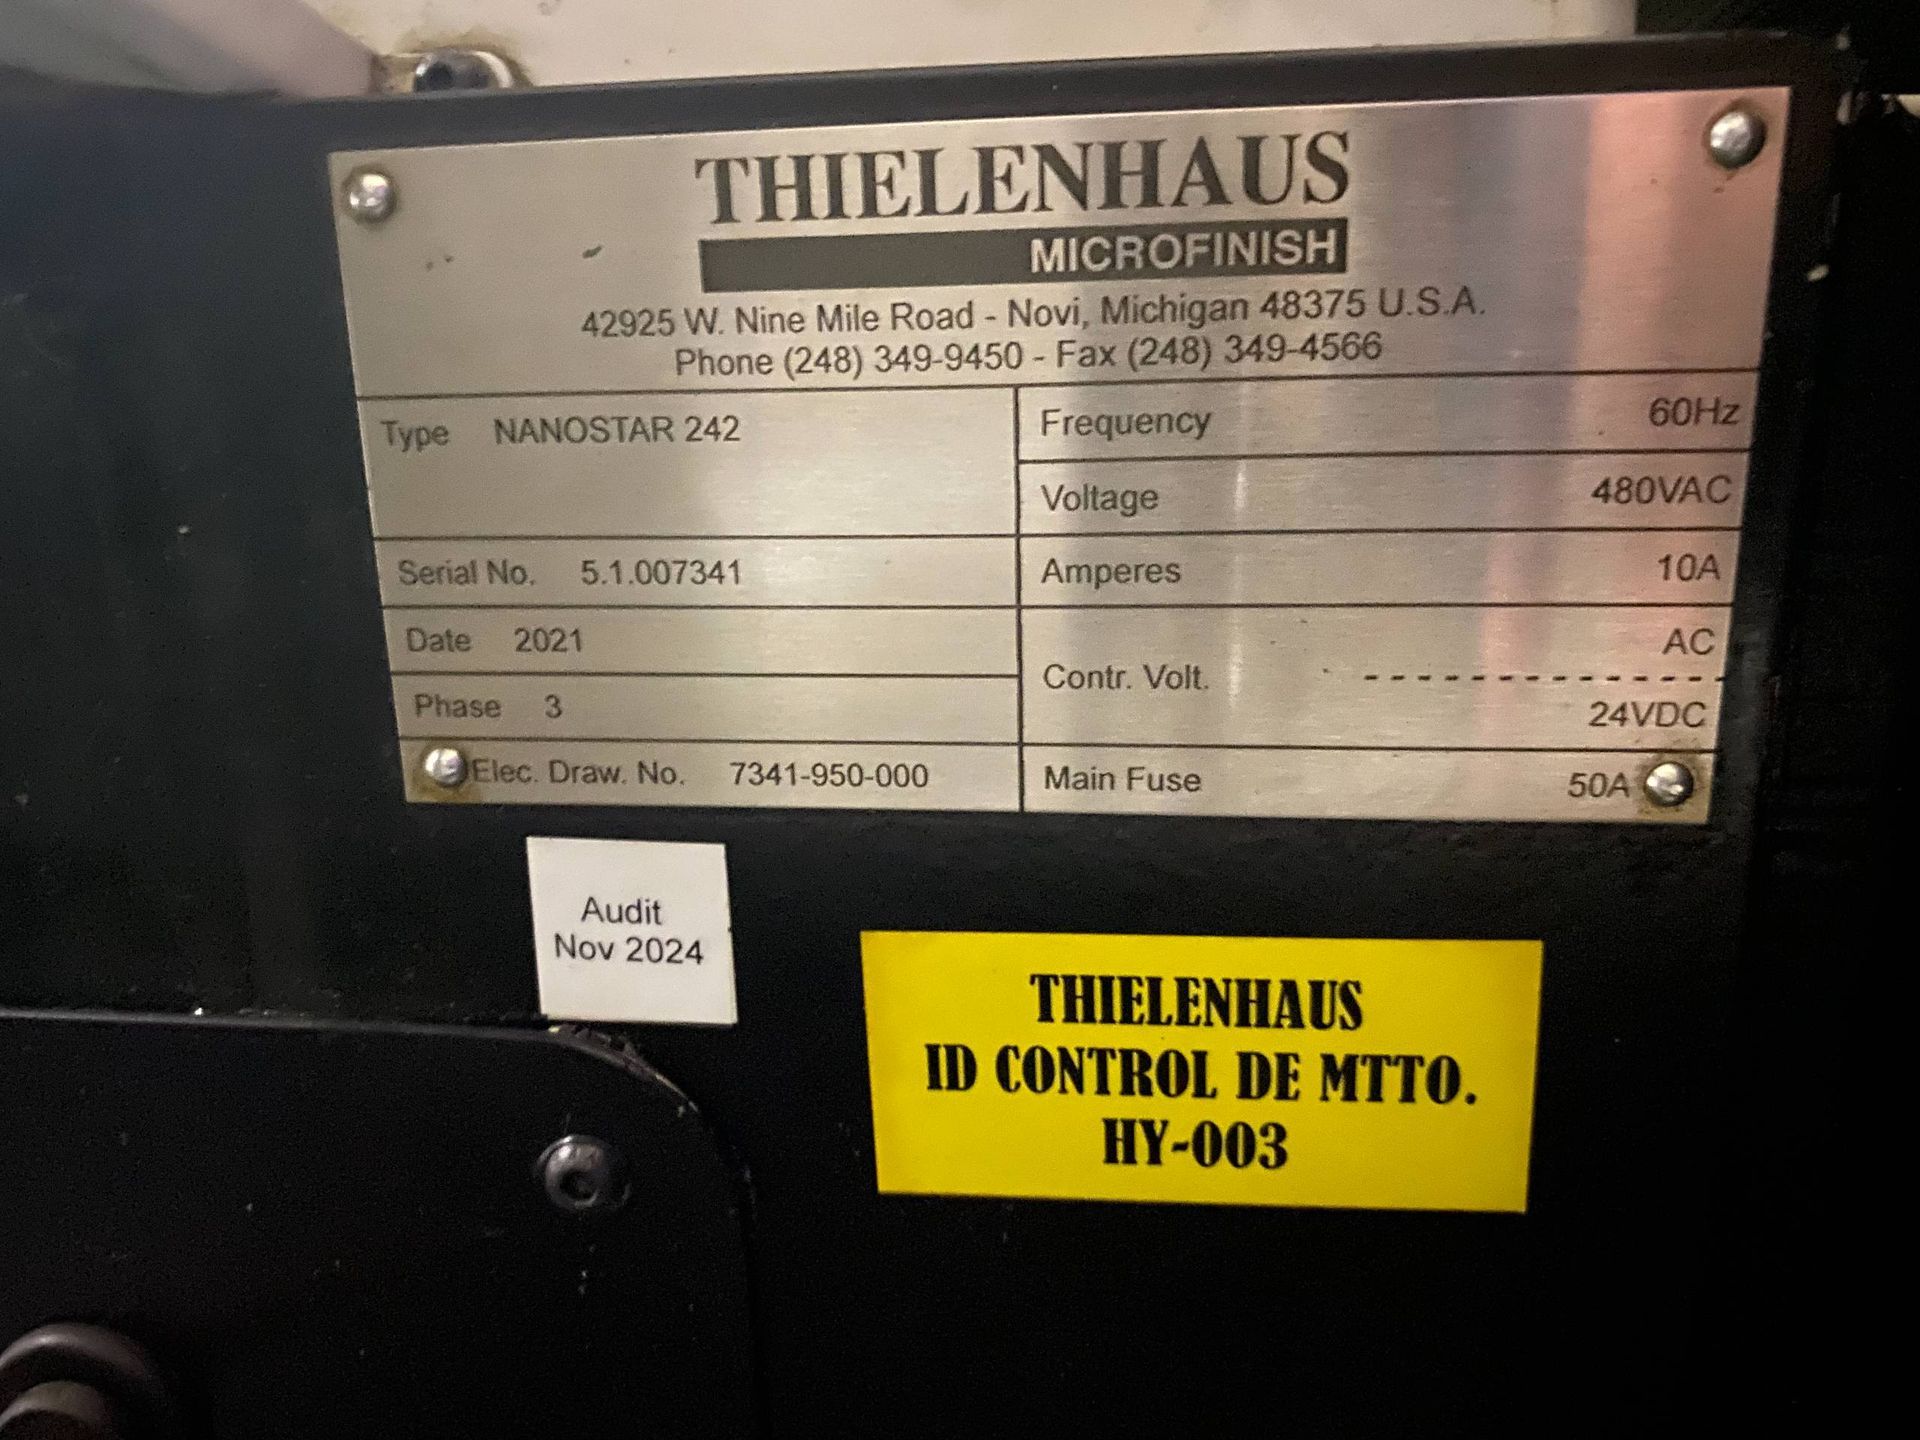 THIELENHAUS
MICROFINISH
42925 W. Nine Mile Road - Novi, Michigan 48375 U.S.A.
Phone (248) 349-9450 - Fax (248) 349-4566
Type NANOSTAR 242
Serial No. 5.1.007341
Date 2021
Phase 3
Elec. Draw. No. 7341-950-000
Frequency 60Hz
Voltage 480VAC
Amperes 10A
AC
Contr. Volt. - - - - - - - - - - - - - -
24VDC
Main Fuse 50A
Audit
Nov 2024
THIELENHAUS
ID CONTROL DE MTTO.
HY-003